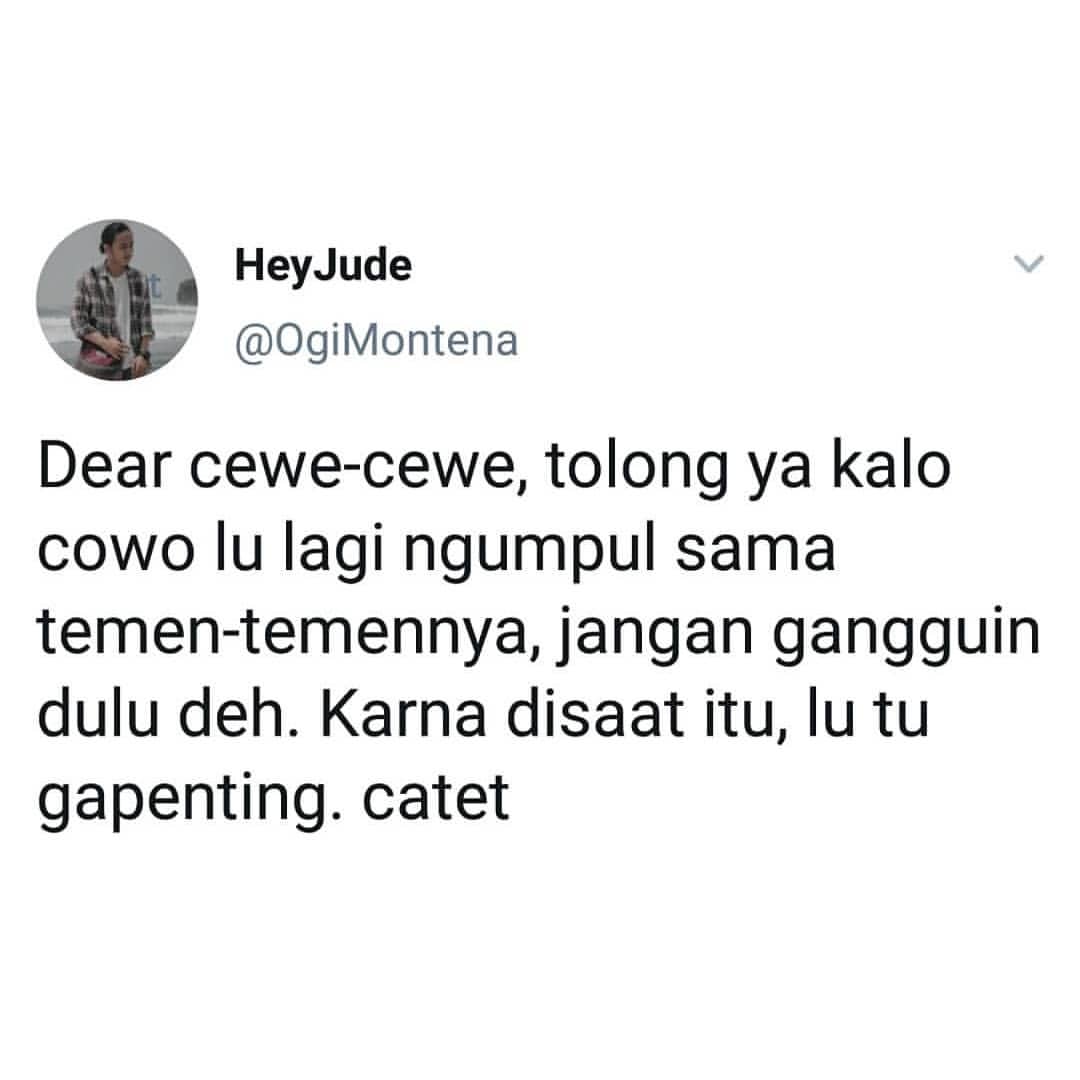 HeyJude
@OgiMontena
Dear cewe-cewe, tolong ya kalo
cowo lu lagi ngumpul sama
temen-temennya, jangan gangguin
dulu deh. Karna disaat itu, lu tu
gapenting. catet